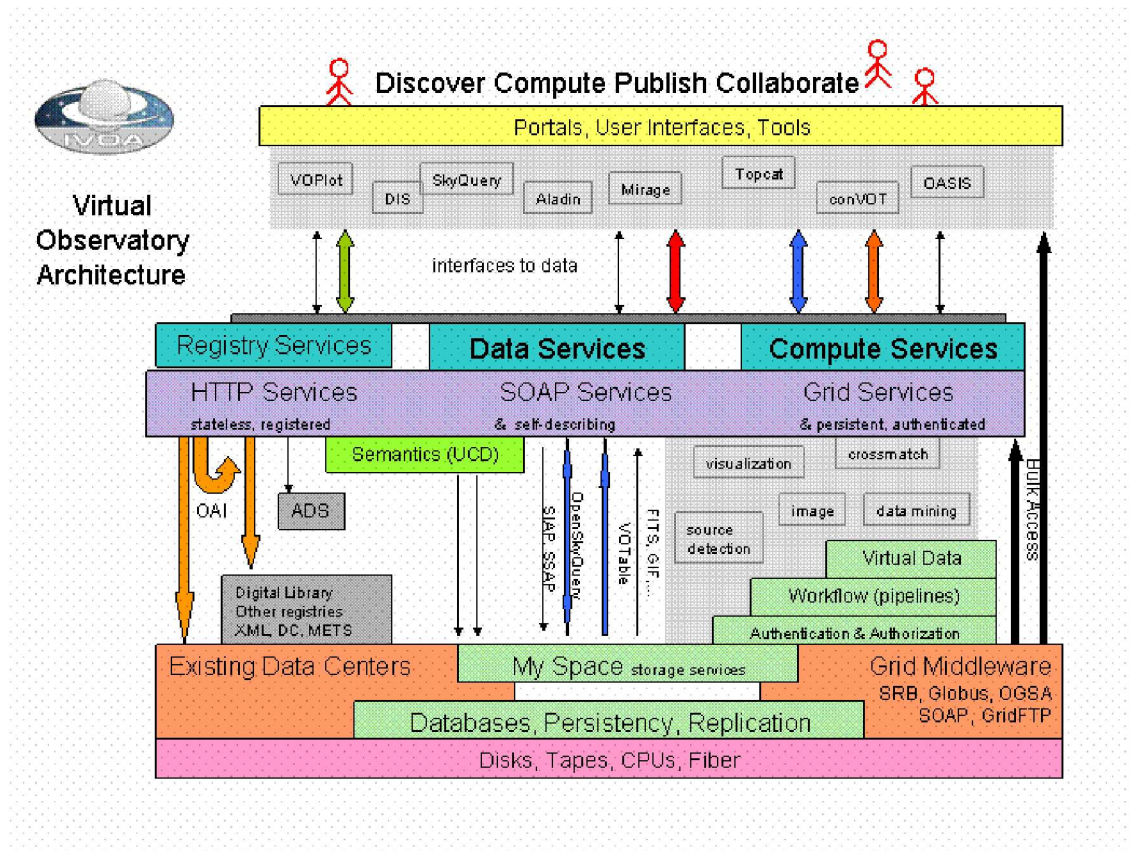 Discover Compute Publish Collaborate
IVOA
Virtual
Observatory
Architecture
Portals, User Interfaces, Tools
VOPlot
DIS
SkyQuery
Aladin
Mirage
Topcat
conVOT
OASIS
interfaces to data
Registry Services
Data Services
Compute Services
HTTP Services
stateless, registered
SOAP Services
& self-describing
Grid Services
& persistent, authenticated
Semantics (UCD)
OAI
ADS
Digital Library
Other registries
XML, DC, METS
SIAP, SSAP
OpenSkyQuery
VOTable
FITS, GIF,...
visualization
crossmatch
image
data mining
source
detection
Bulk Access
Virtual Data
Workflow (pipelines)
Authentication & Authorization
Existing Data Centers
My Space storage services
Grid Middleware
SRB, Globus, OGSA
SOAP, GridFTP
Databases, Persistency, Replication
Disks, Tapes, CPUs, Fiber